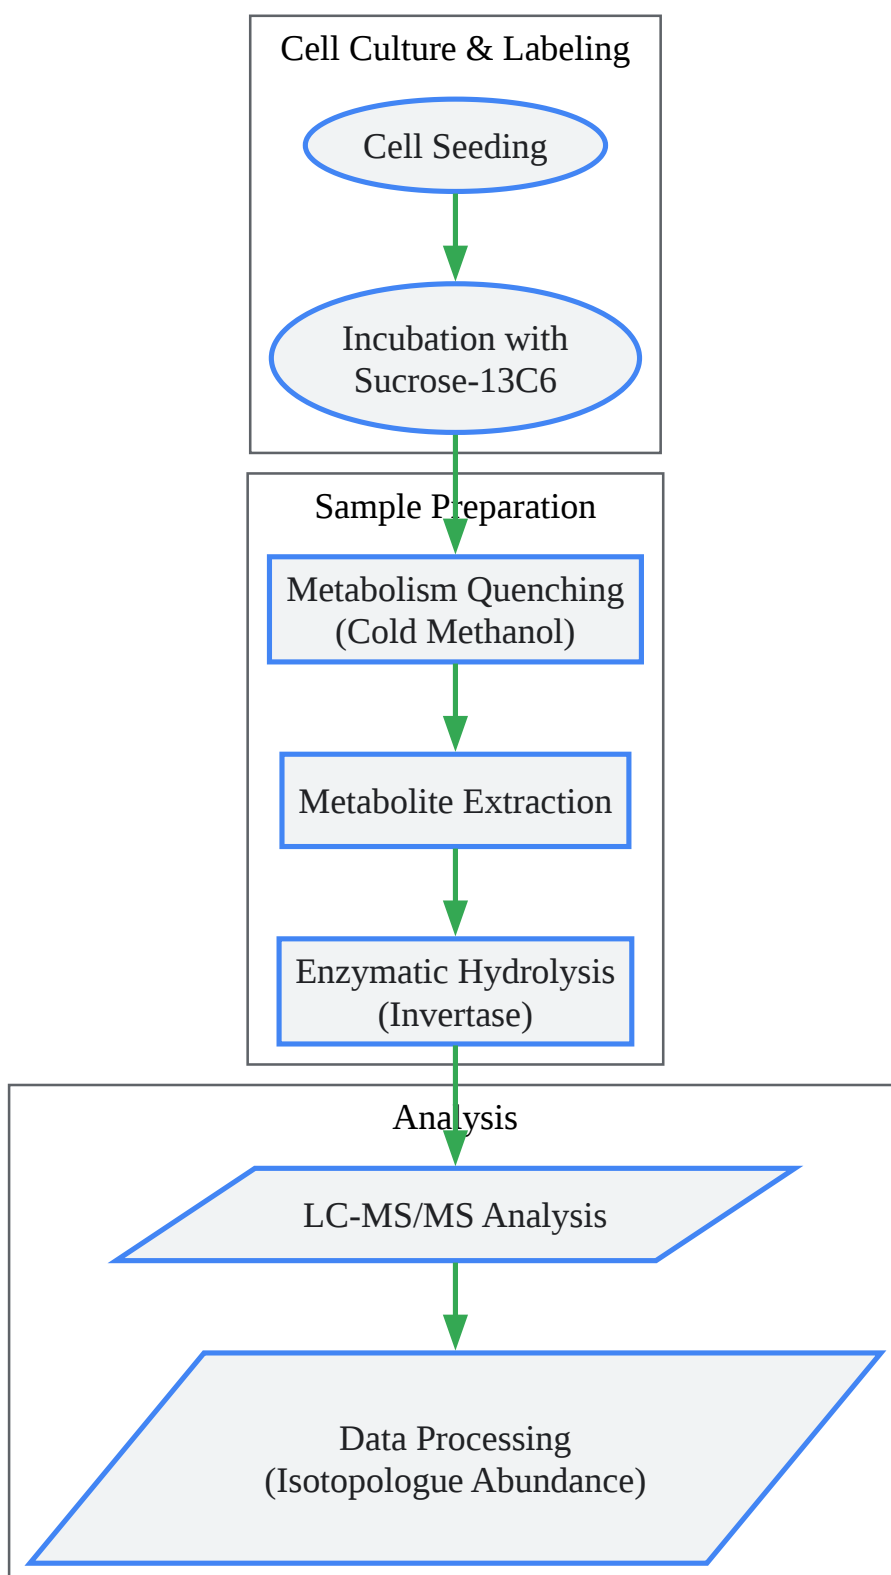 Cell Culture & Labeling
Cell Seeding
Incubation with
Sucrose-13C6
Sample Preparation
Metabolism Quenching
(Cold Methanol)
Metabolite Extraction
Enzymatic Hydrolysis
(Invertase)
Analysis
LC-MS/MS Analysis
Data Processing
(Isotopologue Abundance)